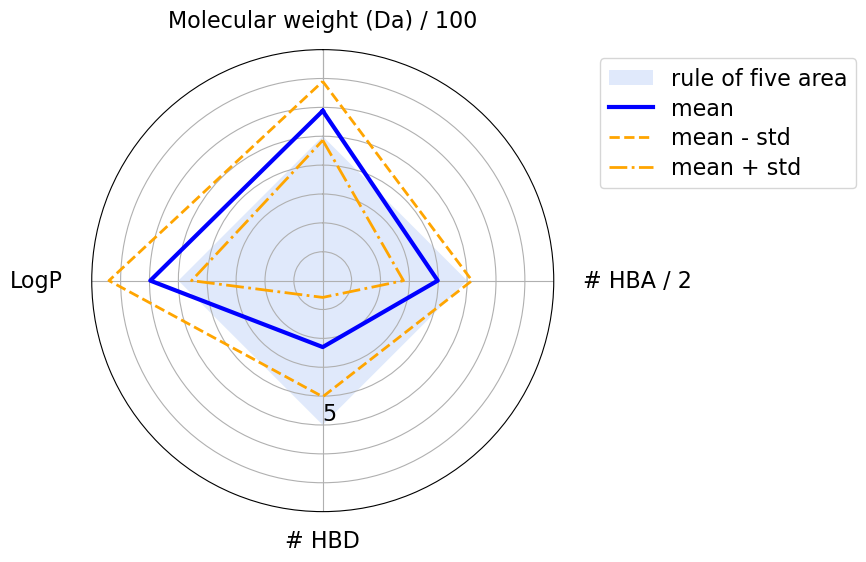 Molecular weight (Da) / 100
rule of five area
mean
mean - std
mean + std
LogP
# HBA / 2
5
# HBD